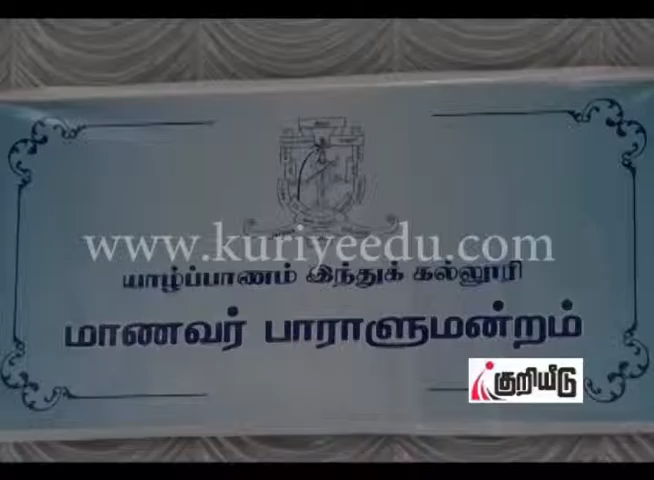 www.kuriyeedu.com
யாழ்ப்பாணம் இந்துக் கல்லூரி
மாணவர் பாராளுமன்றம்
குறியீடு